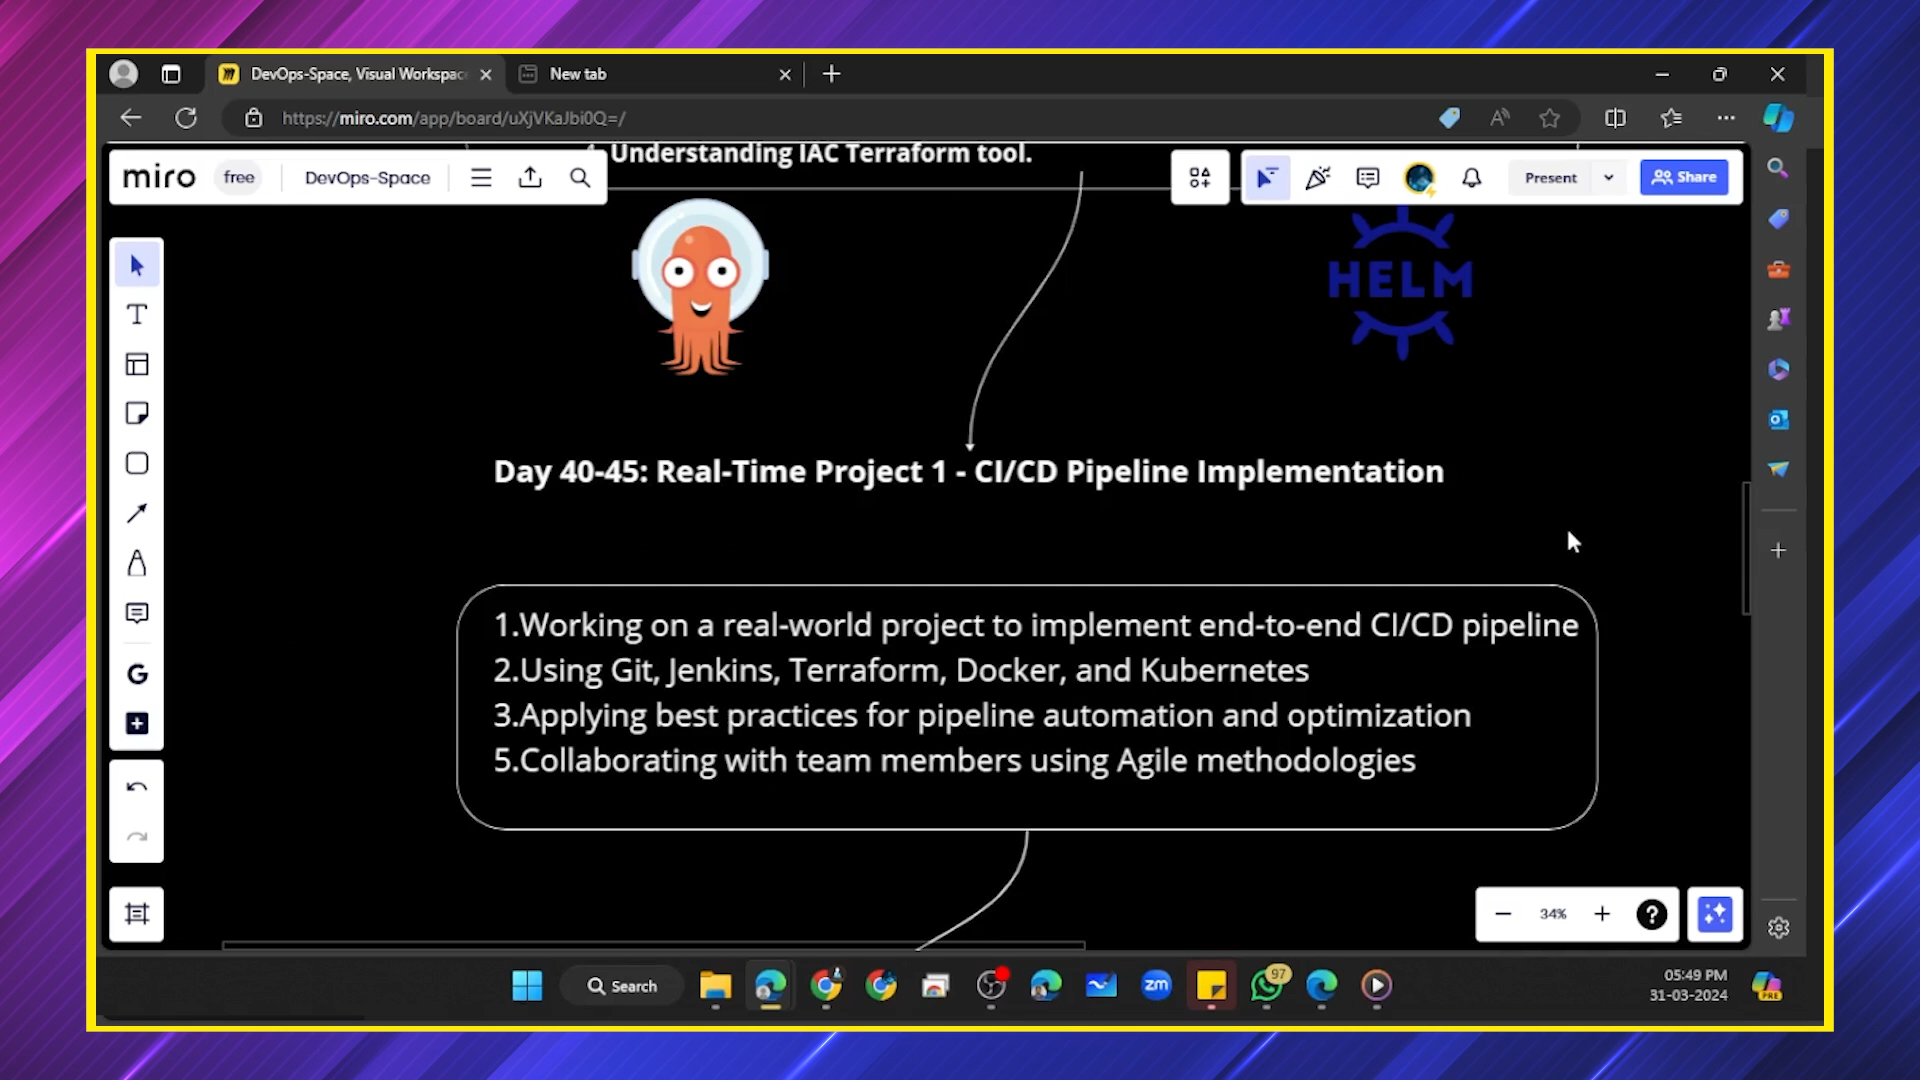 DevOps-Space, Visual Workspac
New tab
https://miro.com/app/board/uXjVKaJbi0Q=/
Understanding IAC Terraform tool.
miro
free
DevOps-Space
Present
Share
HELM
Day 40-45: Real-Time Project 1 - CI/CD Pipeline Implementation
1.Working on a real-world project to implement end-to-end CI/CD pipeline
2.Using Git, Jenkins, Terraform, Docker, and Kubernetes
3.Applying best practices for pipeline automation and optimization
5.Collaborating with team members using Agile methodologies
34%
Search
zm
97
05:49 PM
31-03-2024
PRE